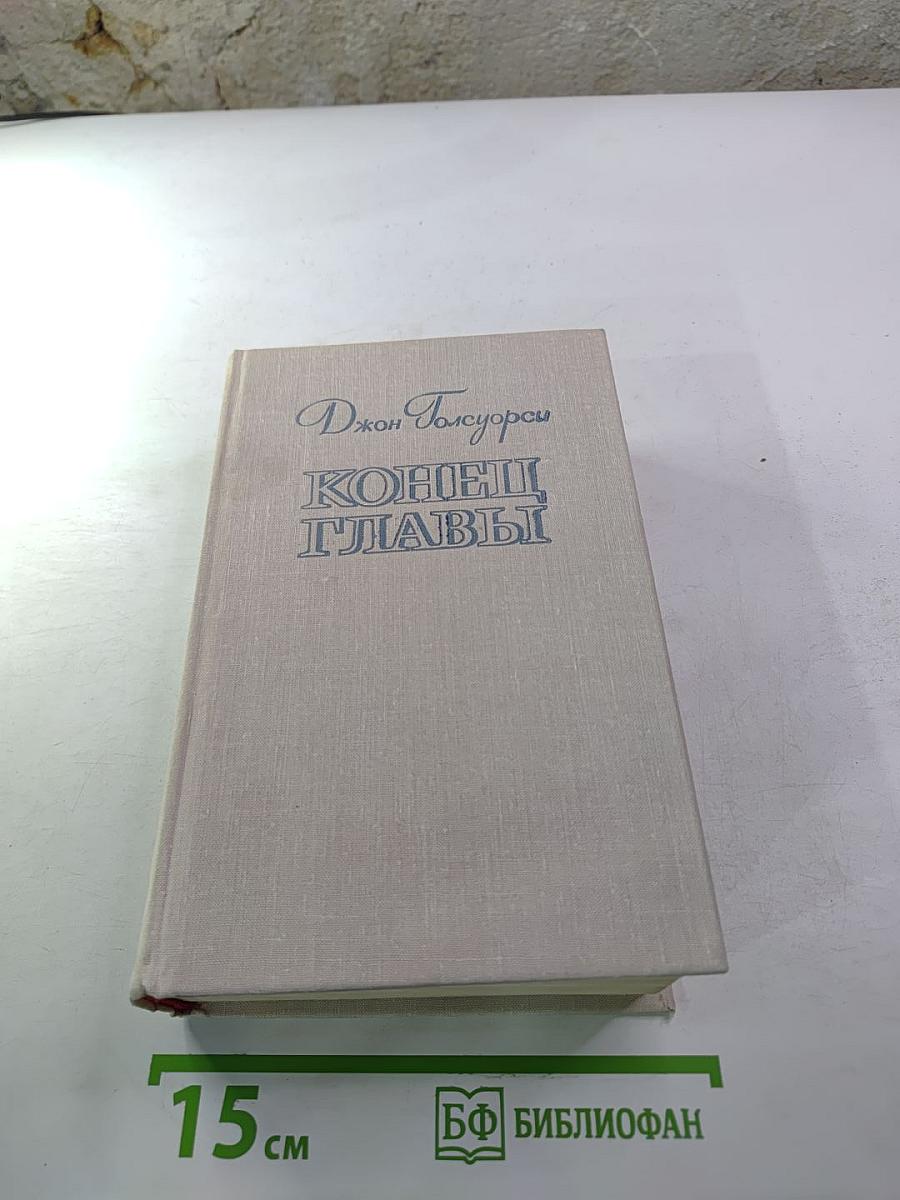 Джон Голсуорси
КОНЕЦ
ГЛАВЫ
15 см
БФ БИБЛИОФАН